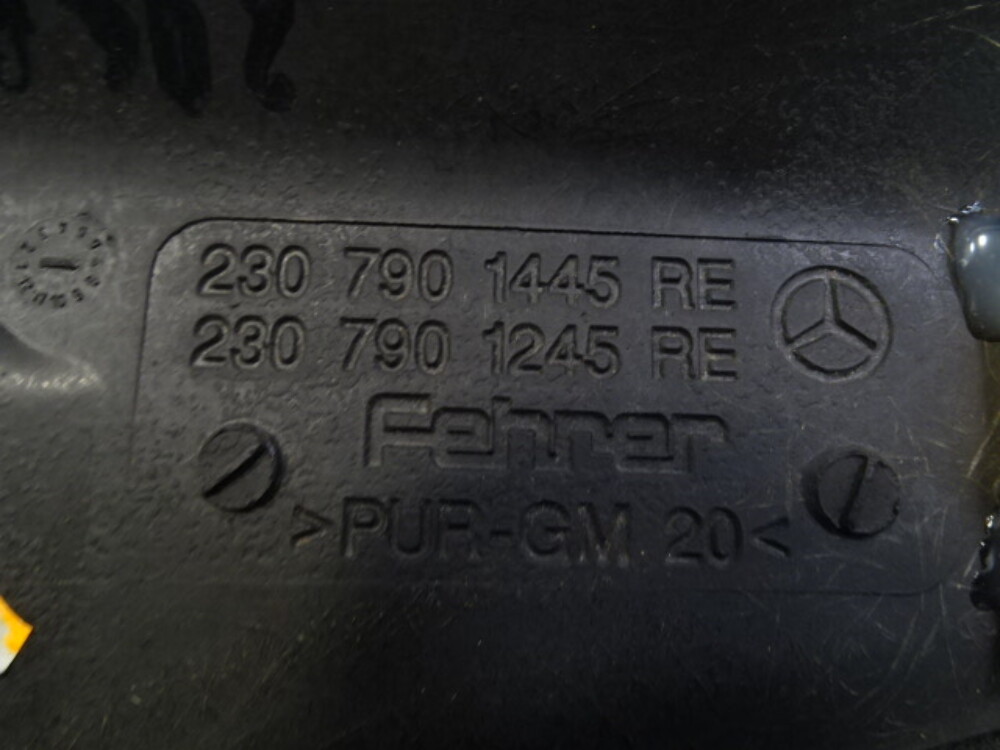 230 790 1445 RE
230 790 1245 RE
Fehrer
>PUR-GM 20<